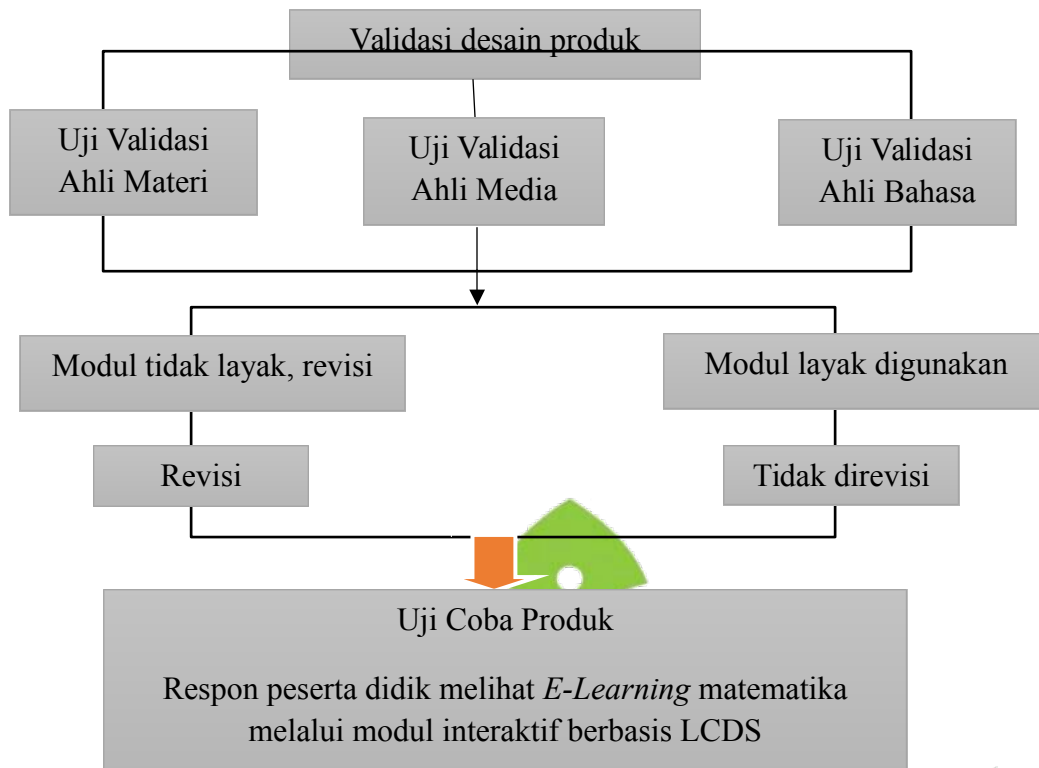 Validasi desain produk
Uji Validasi
Ahli Materi
Uji Validasi
Ahli Media
Uji Validasi
Ahli Bahasa
Modul tidak layak, revisi
Modul layak digunakan
Revisi
Tidak direvisi
Uji Coba Produk
Respon peserta didik melihat E-Learning matematika
melalui modul interaktif berbasis LCDS